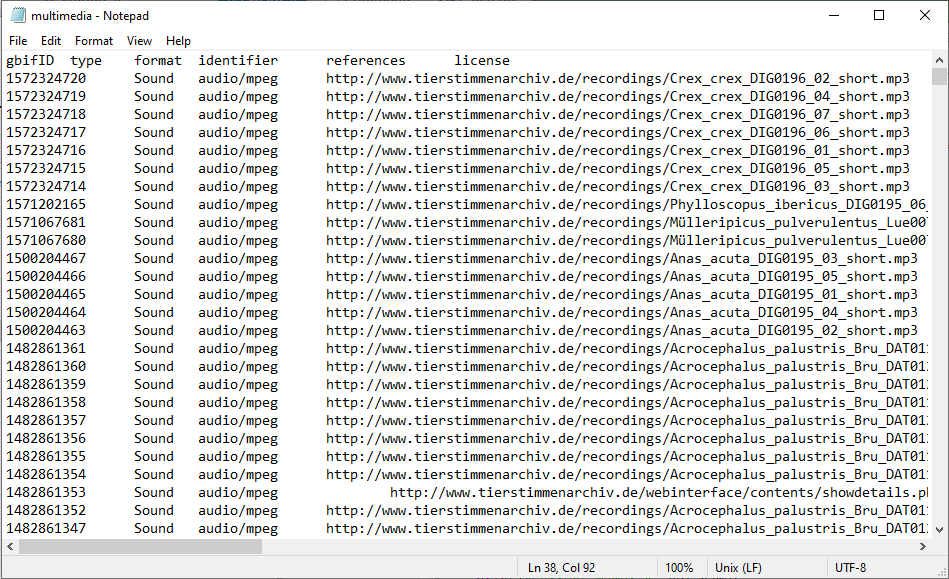 multimedia - Notepad
File Edit Format View Help
gbifID type format identifier references license
1572324720 Sound audio/mpeg http://www.tierstimmenarchiv.de/recordings/Crex_crex_DIG0196_02_short.mp3
1572324719 Sound audio/mpeg http://www.tierstimmenarchiv.de/recordings/Crex_crex_DIG0196_04_short.mp3
1572324718 Sound audio/mpeg http://www.tierstimmenarchiv.de/recordings/Crex_crex_DIG0196_07_short.mp3
1572324717 Sound audio/mpeg http://www.tierstimmenarchiv.de/recordings/Crex_crex_DIG0196_06_short.mp3
1572324716 Sound audio/mpeg http://www.tierstimmenarchiv.de/recordings/Crex_crex_DIG0196_01_short.mp3
1572324715 Sound audio/mpeg http://www.tierstimmenarchiv.de/recordings/Crex_crex_DIG0196_05_short.mp3
1572324714 Sound audio/mpeg http://www.tierstimmenarchiv.de/recordings/Crex_crex_DIG0196_03_short.mp3
1571202165 Sound audio/mpeg http://www.tierstimmenarchiv.de/recordings/Phylloscopus_ibericus_DIG0195_06_
1571067681 Sound audio/mpeg http://www.tierstimmenarchiv.de/recordings/Mülleripicus_pulverulentus_Lue00
1571067680 Sound audio/mpeg http://www.tierstimmenarchiv.de/recordings/Mülleripicus_pulverulentus_Lue00
1500204467 Sound audio/mpeg http://www.tierstimmenarchiv.de/recordings/Anas_acuta_DIG0195_03_short.mp3
1500204466 Sound audio/mpeg http://www.tierstimmenarchiv.de/recordings/Anas_acuta_DIG0195_05_short.mp3
1500204465 Sound audio/mpeg http://www.tierstimmenarchiv.de/recordings/Anas_acuta_DIG0195_01_short.mp3
1500204464 Sound audio/mpeg http://www.tierstimmenarchiv.de/recordings/Anas_acuta_DIG0195_04_short.mp3
1500204463 Sound audio/mpeg http://www.tierstimmenarchiv.de/recordings/Anas_acuta_DIG0195_02_short.mp3
1482861361 Sound audio/mpeg http://www.tierstimmenarchiv.de/recordings/Acrocephalus_palustris_Bru_DAT01
1482861360 Sound audio/mpeg http://www.tierstimmenarchiv.de/recordings/Acrocephalus_palustris_Bru_DAT01
1482861359 Sound audio/mpeg http://www.tierstimmenarchiv.de/recordings/Acrocephalus_palustris_Bru_DAT01
1482861358 Sound audio/mpeg http://www.tierstimmenarchiv.de/recordings/Acrocephalus_palustris_Bru_DAT01
1482861357 Sound audio/mpeg http://www.tierstimmenarchiv.de/recordings/Acrocephalus_palustris_Bru_DAT01
1482861356 Sound audio/mpeg http://www.tierstimmenarchiv.de/recordings/Acrocephalus_palustris_Bru_DAT01
1482861355 Sound audio/mpeg http://www.tierstimmenarchiv.de/recordings/Acrocephalus_palustris_Bru_DAT01
1482861354 Sound audio/mpeg http://www.tierstimmenarchiv.de/recordings/Acrocephalus_palustris_Bru_DAT01
1482861353 Sound audio/mpeg http://www.tierstimmenarchiv.de/webinterface/contents/showdetails.p
1482861352 Sound audio/mpeg http://www.tierstimmenarchiv.de/recordings/Acrocephalus_palustris_Bru_DAT01
1482861347 Sound audio/mpeg http://www.tierstimmenarchiv.de/recordings/Acrocephalus_palustris_Bru_DAT01
Ln 38, Col 92 100% Unix (LF) UTF-8